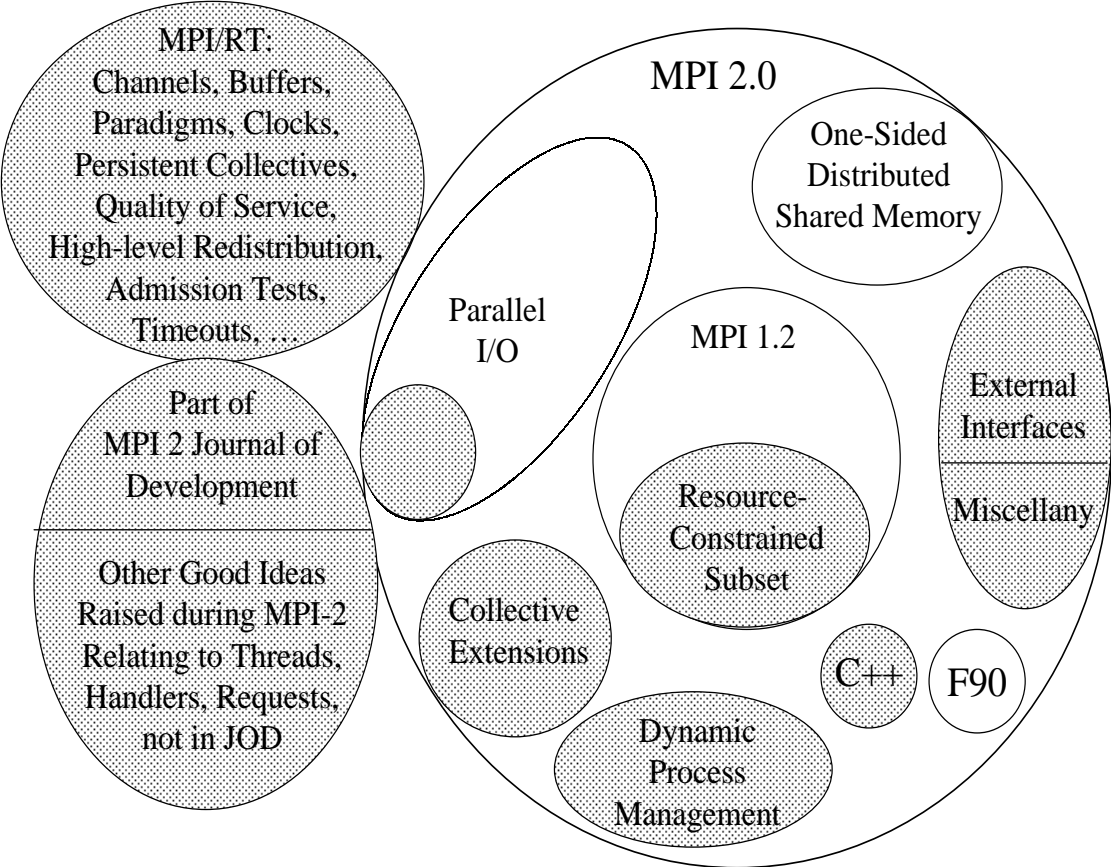 MPI/RT:
Channels, Buffers,
Paradigms, Clocks,
Persistent Collectives,
Quality of Service,
High-level Redistribution,
Admission Tests,
Timeouts, …
Part of
MPI 2 Journal of
Development
Other Good Ideas
Raised during MPI-2
Relating to Threads,
Handlers, Requests,
not in JOD
MPI 2.0
One-Sided
Distributed
Shared Memory
Parallel
I/O
MPI 1.2
Resource-
Constrained
Subset
External
Interfaces
Miscellany
Collective
Extensions
C++
F90
Dynamic
Process
Management